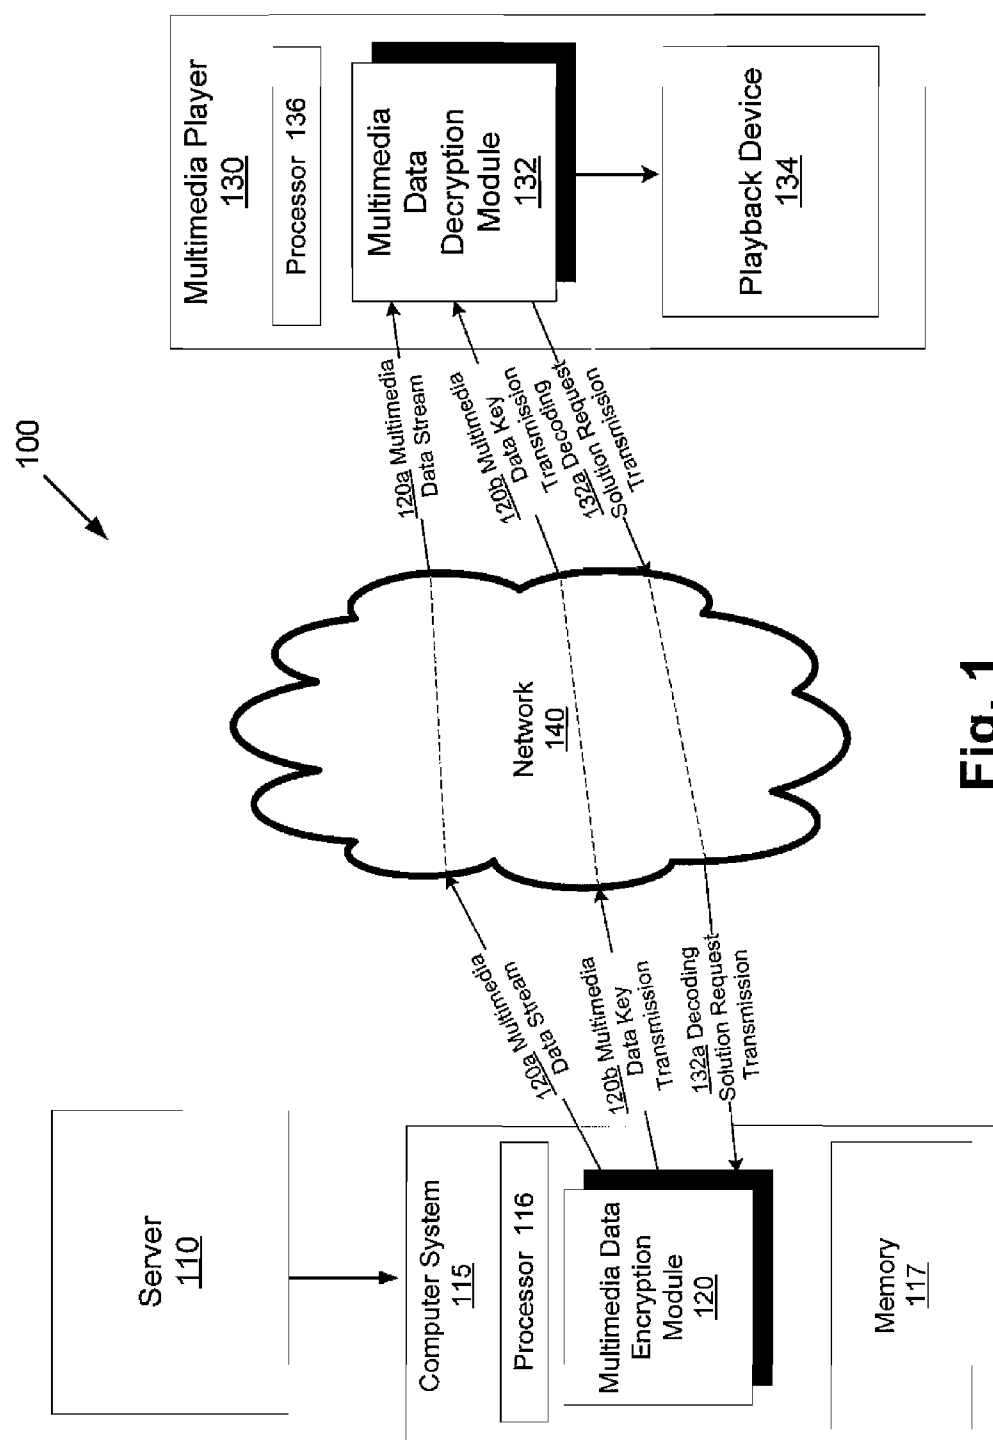 100
Server
110
Computer System
115
Processor 116
Multimedia Data
Encryption
Module
120
Memory
117
120a Multimedia
Data Stream
120b Multimedia
Data Key
Transmission
132a Decoding
Solution Request
Transmission
Network
140
120a Multimedia
Data Stream
120b Multimedia
Data Key
Transmission
132a Decoding
Solution Request
Transmission
Multimedia Player
130
Processor 136
Multimedia
Data
Decryption
Module
132
Playback Device
134
Fig. 1